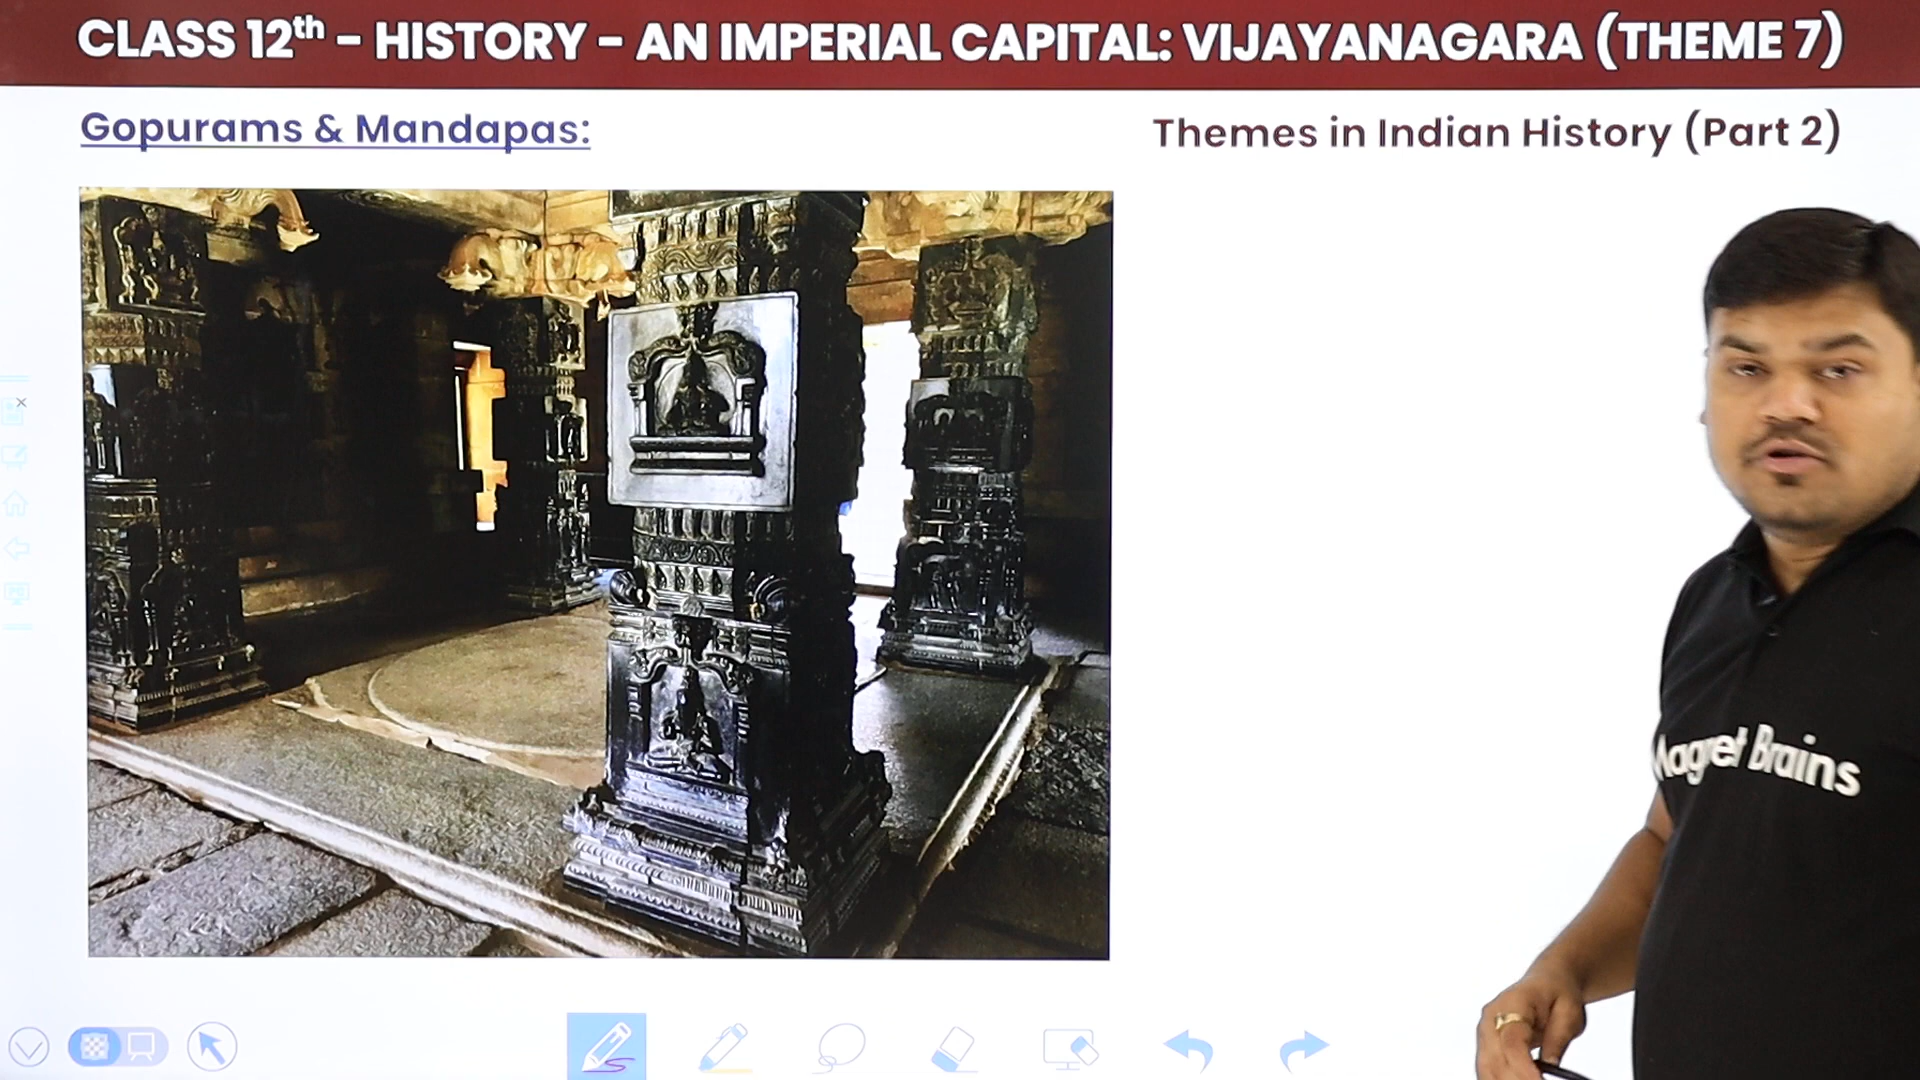 CLASS 12th - HISTORY - AN IMPERIAL CAPITAL: VIJAYANAGARA (THEME 7)
Gopurams & Mandapas:
Themes in Indian History (Part 2)
Magnet Brains